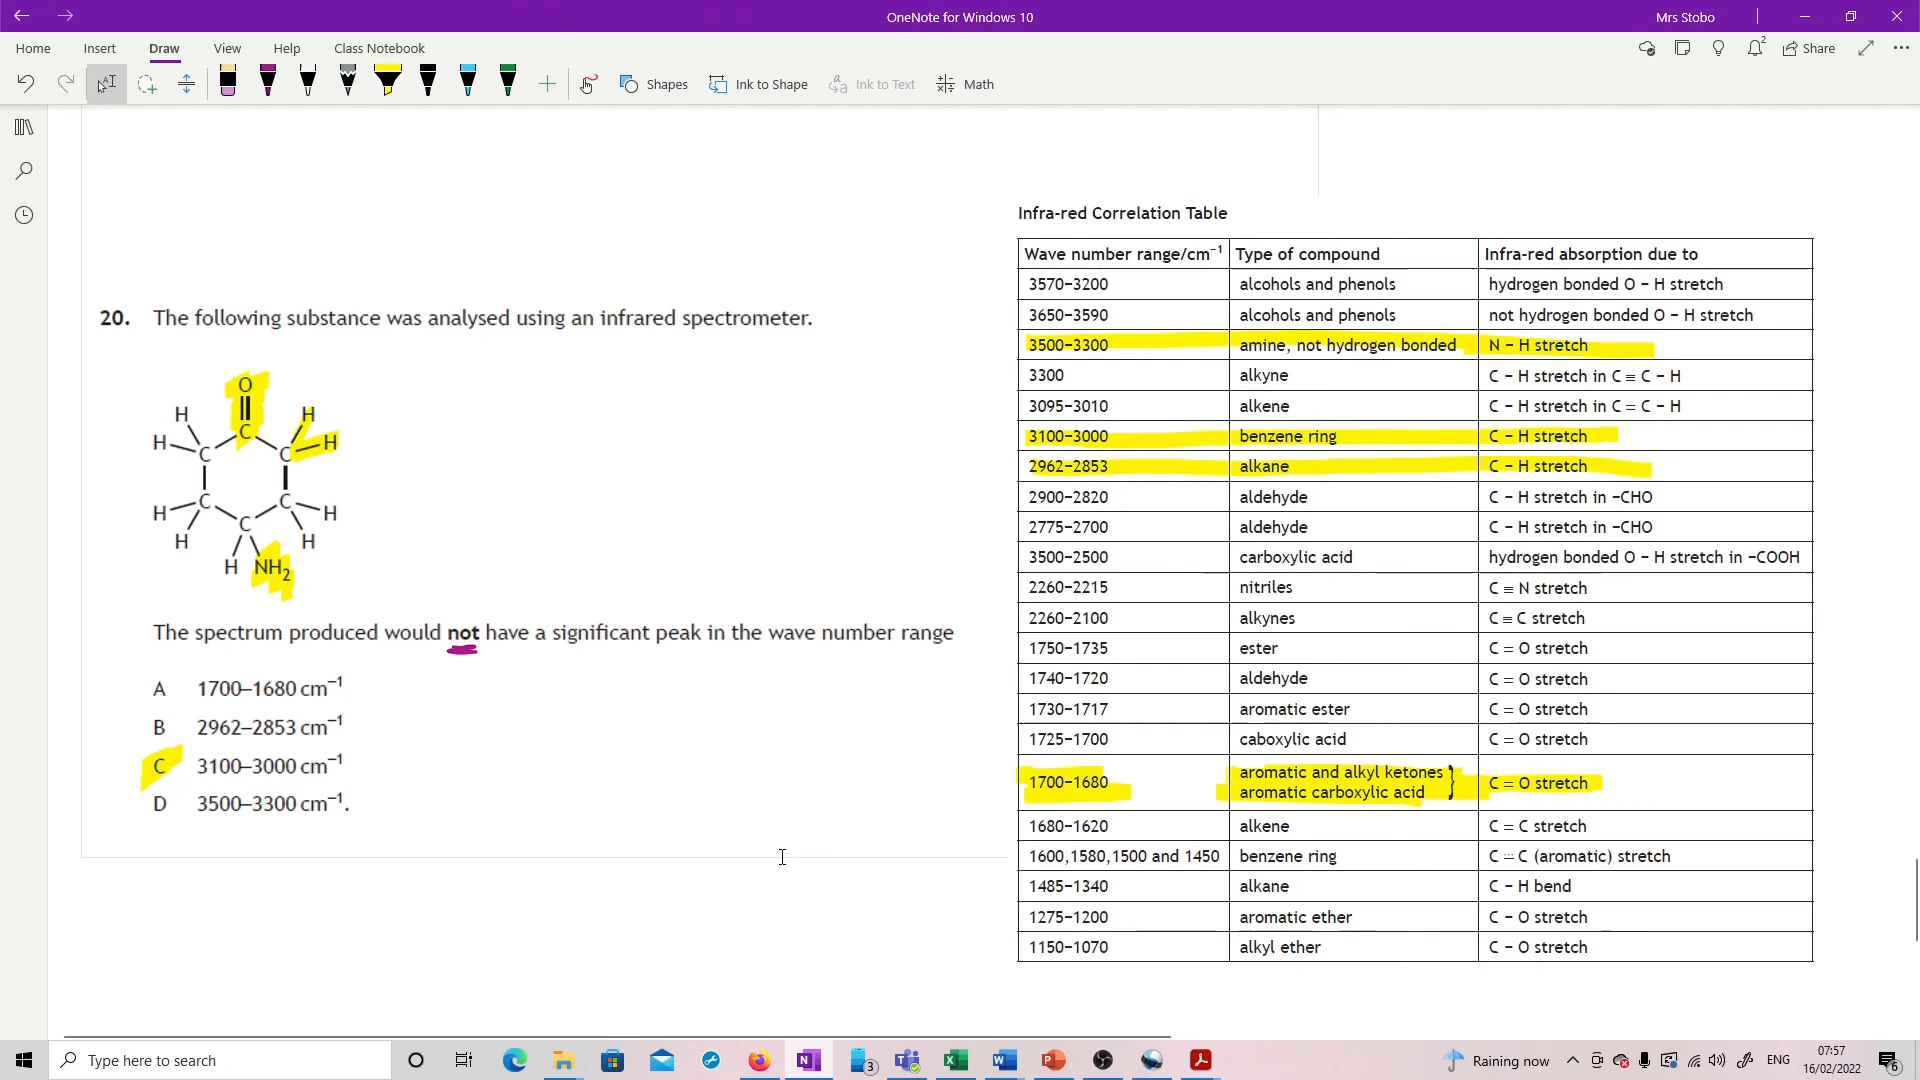 OneNote for Windows 10
Mrs Stobo
Home Insert Draw View Help Class Notebook
2
Share
Shapes
Ink to Shape
Ink to Text
Math
20. The following substance was analysed using an infrared spectrometer.
O
H C H
H C C H
H C C H
H C H
H NH2
The spectrum produced would not have a significant peak in the wave number range
A 1700–1680 cm⁻¹
B 2962–2853 cm⁻¹
C 3100–3000 cm⁻¹
D 3500–3300 cm⁻¹.
Infra-red Correlation Table
Wave number range/cm⁻¹ Type of compound Infra-red absorption due to
3570−3200 alcohols and phenols hydrogen bonded O − H stretch
3650−3590 alcohols and phenols not hydrogen bonded O − H stretch
3500−3300 amine, not hydrogen bonded N − H stretch
3300 alkyne C − H stretch in C ≡ C − H
3095−3010 alkene C − H stretch in C = C − H
3100−3000 benzene ring C − H stretch
2962−2853 alkane C − H stretch
2900−2820 aldehyde C − H stretch in −CHO
2775−2700 aldehyde C − H stretch in −CHO
3500−2500 carboxylic acid hydrogen bonded O − H stretch in −COOH
2260−2215 nitriles C ≡ N stretch
2260−2100 alkynes C ≡ C stretch
1750−1735 ester C = O stretch
1740−1720 aldehyde C = O stretch
1730−1717 aromatic ester C = O stretch
1725−1700 caboxylic acid C = O stretch
1700−1680 aromatic and alkyl ketones } C = O stretch
aromatic carboxylic acid
1680−1620 alkene C = C stretch
1600,1580,1500 and 1450 benzene ring C ⩦ C (aromatic) stretch
1485−1340 alkane C − H bend
1275−1200 aromatic ether C − O stretch
1150−1070 alkyl ether C − O stretch
Type here to search
3
Raining now
ENG
07:57
16/02/2022
6